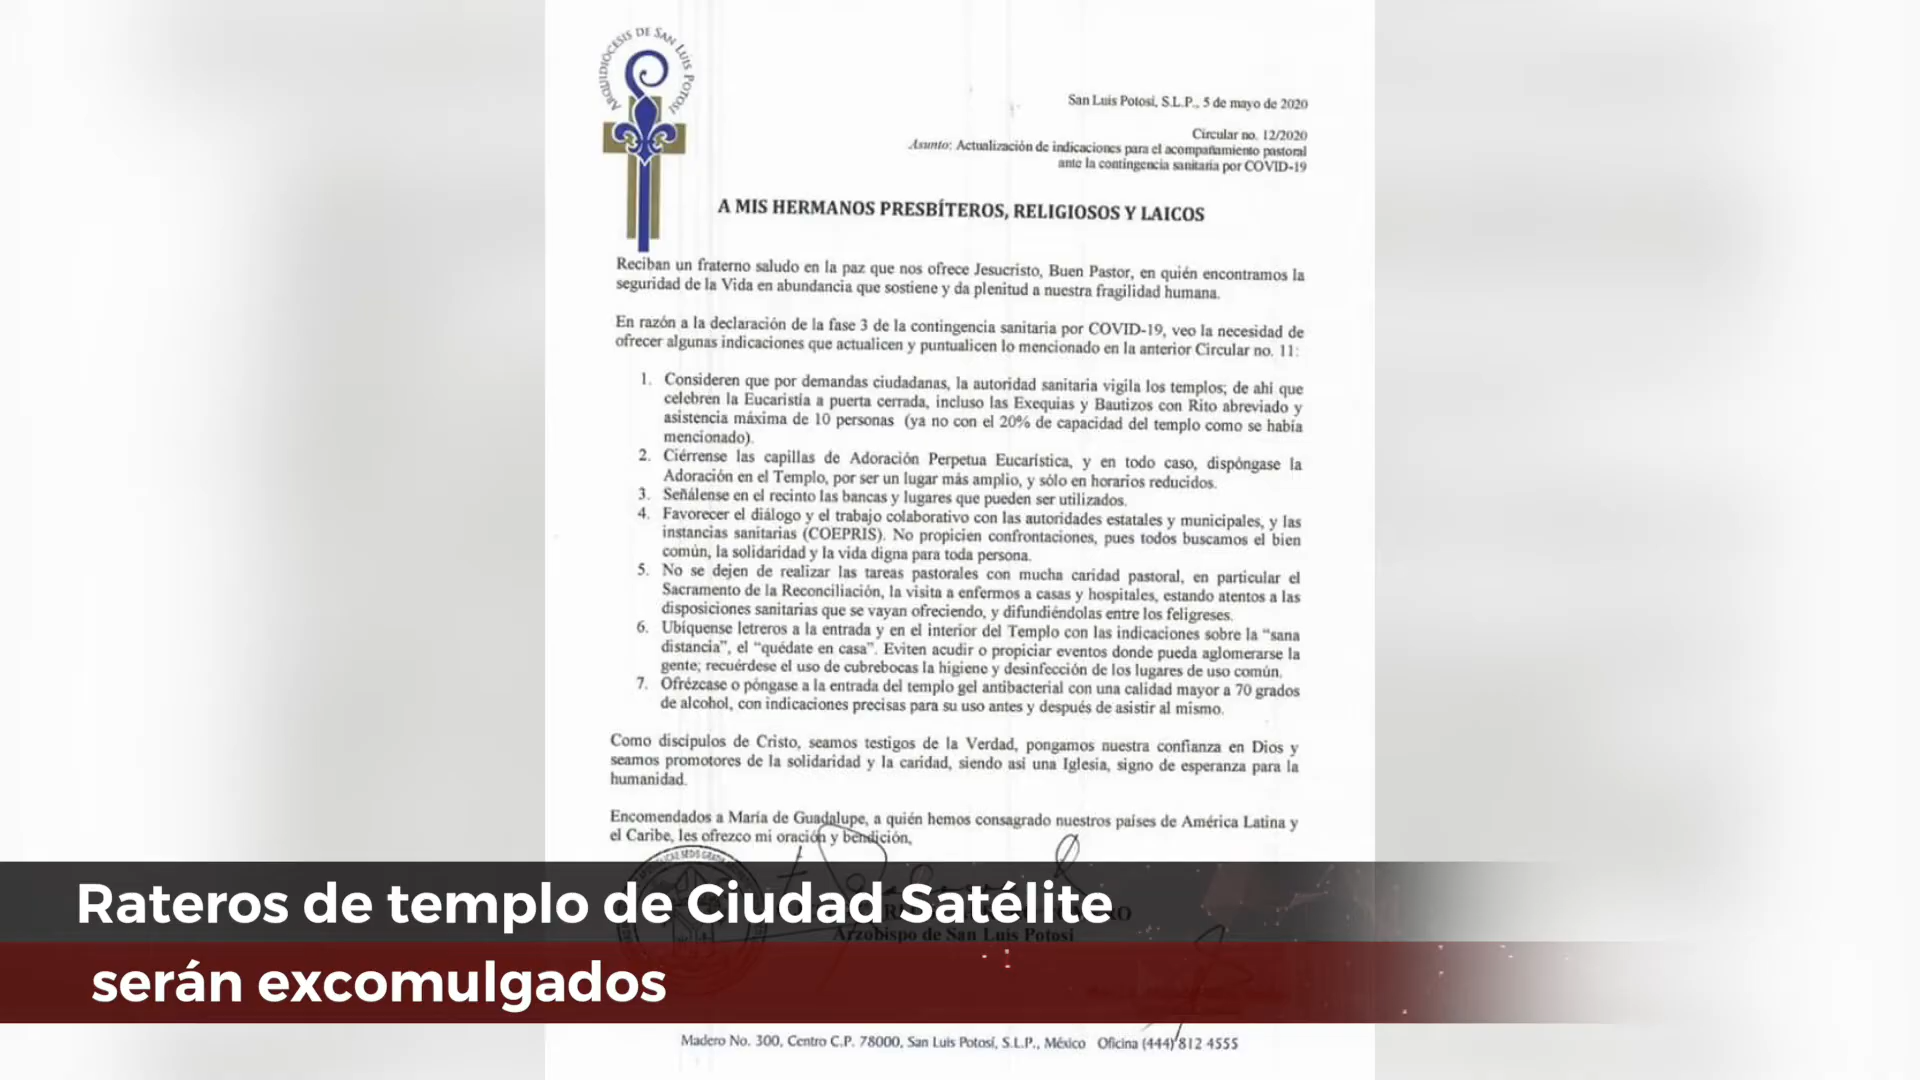 ARQUIDIÓCESIS DE SAN LUIS POTOSÍ
San Luis Potosí, S.L.P., 5 de mayo de 2020
Circular no. 12/2020
Asunto: Actualización de indicaciones para el acompañamiento pastoral
ante la contingencia sanitaria por COVID-19
A MIS HERMANOS PRESBÍTEROS, RELIGIOSOS Y LAICOS
Reciban un fraterno saludo en la paz que nos ofrece Jesucristo, Buen Pastor, en quién encontramos la
seguridad de la Vida en abundancia que sostiene y da plenitud a nuestra fragilidad humana.
En razón a la declaración de la fase 3 de la contingencia sanitaria por COVID-19, veo la necesidad de
ofrecer algunas indicaciones que actualicen y puntualicen lo mencionado en la anterior Circular no. 11:
1. Consideren que por demandas ciudadanas, la autoridad sanitaria vigila los templos; de ahí que
celebren la Eucaristía a puerta cerrada, incluso las Exequias y Bautizos con Rito abreviado y
asistencia máxima de 10 personas (ya no con el 20% de capacidad del templo como se había
mencionado).
2. Ciérrense las capillas de Adoración Perpetua Eucarística, y en todo caso, dispóngase la
Adoración en el Templo, por ser un lugar más amplio, y sólo en horarios reducidos.
3. Señálense en el recinto las bancas y lugares que pueden ser utilizados.
4. Favorecer el diálogo y el trabajo colaborativo con las autoridades estatales y municipales, y las
instancias sanitarias (COEPRIS). No propicien confrontaciones, pues todos buscamos el bien
común, la solidaridad y la vida digna para toda persona.
5. No se dejen de realizar las tareas pastorales con mucha caridad pastoral, en particular el
Sacramento de la Reconciliación, la visita a enfermos a casas y hospitales, estando atentos a las
disposiciones sanitarias que se vayan ofreciendo, y difundiéndolas entre los feligreses.
6. Ubíquense letreros a la entrada y en el interior del Templo con las indicaciones sobre la “sana
distancia”, el “quédate en casa”. Eviten acudir o propiciar eventos donde pueda aglomerarse la
gente; recuérdese el uso de cubrebocas la higiene y desinfección de los lugares de uso común.
7. Ofrézcase o póngase a la entrada del templo gel antibacterial con una calidad mayor a 70 grados
de alcohol, con indicaciones precisas para su uso antes y después de asistir al mismo.
Como discípulos de Cristo, seamos testigos de la Verdad, pongamos nuestra confianza en Dios y
seamos promotores de la solidaridad y la caridad, siendo así una Iglesia, signo de esperanza para la
humanidad.
Encomendados a María de Guadalupe, a quién hemos consagrado nuestros países de América Latina y
el Caribe, les ofrezco mi oración y bendición,
Rateros de templo de Ciudad Satélite
Arzobispo de San Luis Potosí
serán excomulgados
Madero No. 300, Centro C.P. 78000, San Luis Potosí, S.L.P., México Oficina (444) 812 4555